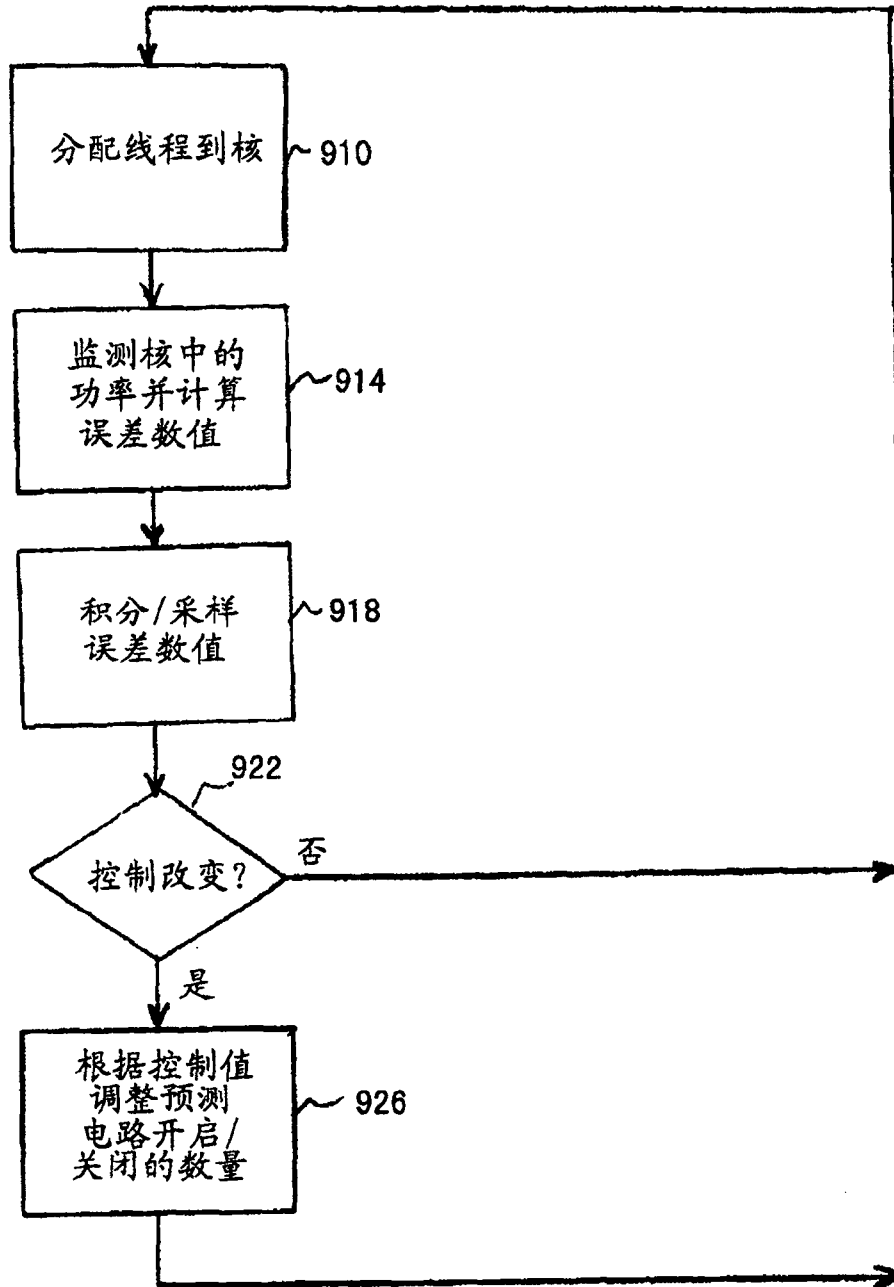 分配线程到核
910
监测核中的
功率并计算
误差数值
914
积分/采样
误差数值
918
922
控制改变?
否
是
根据控制值
调整预测
电路开启/
关闭的数量
926